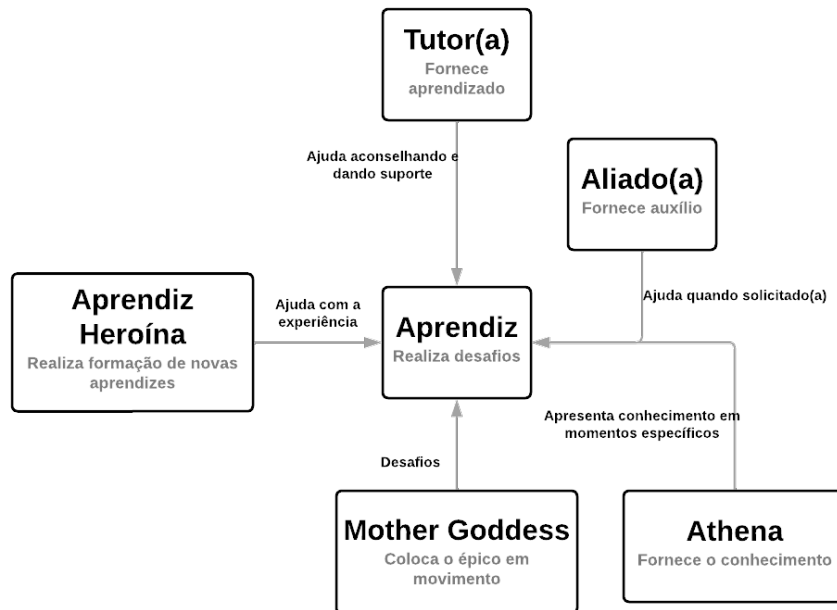 Tutor(a)
Fornece
aprendizado
Ajuda aconselhando e
dando suporte
Aliado(a)
Fornece auxílio
Ajuda quando solicitado(a)
Aprendiz
Heroína
Realiza formação de novas
aprendizes
Ajuda com a
experiência
Aprendiz
Realiza desafios
Apresenta conhecimento em
momentos específicos
Desafios
Mother Goddess
Coloca o épico em
movimento
Athena
Fornece o conhecimento